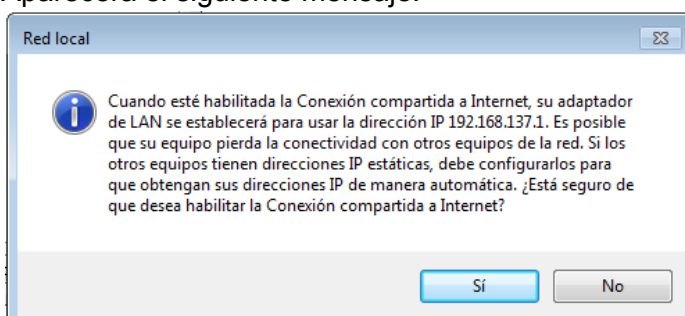 Aparecerá el siguiente mensaje:
Red local
Cuando esté habilitada la Conexión compartida a Internet, su adaptador
de LAN se establecerá para usar la dirección IP 192.168.137.1. Es posible
que su equipo pierda la conectividad con otros equipos de la red. Si los
otros equipos tienen direcciones IP estáticas, debe configurarlos para
que obtengan sus direcciones IP de manera automática. ¿Está seguro de
que desea habilitar la Conexión compartida a Internet?
Sí
No